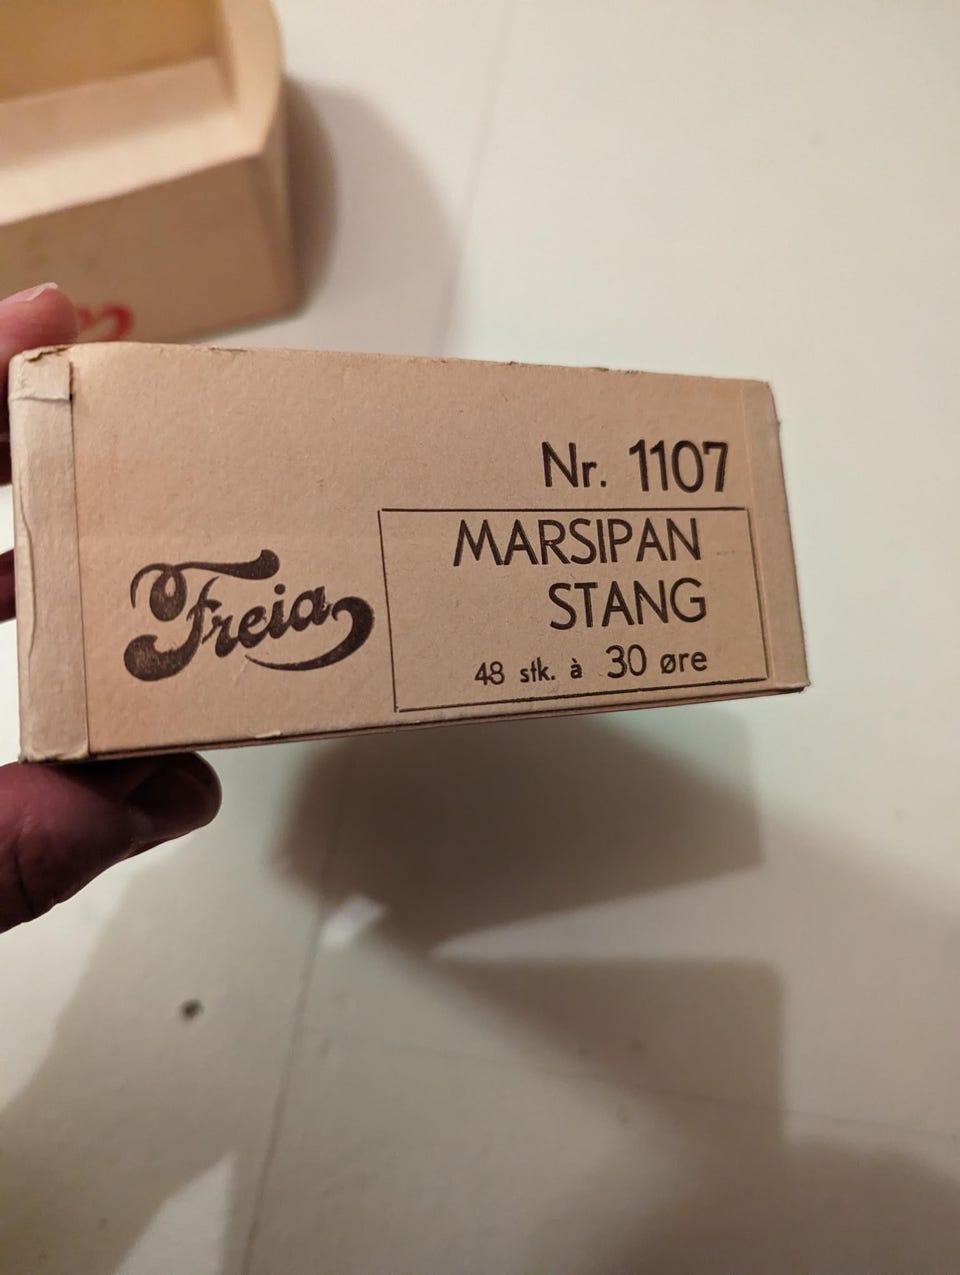 Nr. 1107
Freia
MARSIPAN
STANG
48 stk. à 30 øre